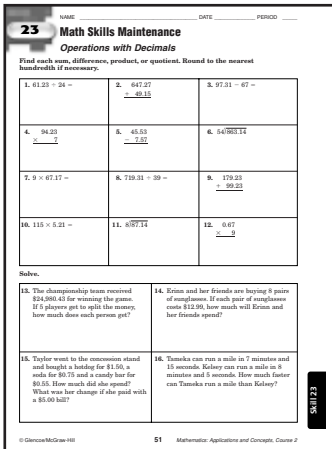 NAME DATE PERIOD
23 Math Skills Maintenance
Operations with Decimals
Find each sum, difference, product, or quotient. Round to the nearest
hundredth if necessary.
1. 61.23 ÷ 24 =
2. 647.27
+ 49.15
3. 97.31 − 67 =
4. 94.23
× 7
5. 45.53
− 7.57
6. 54)863.14
7. 9 × 67.17 =
8. 719.31 ÷ 39 =
9. 179.23
+ 99.23
10. 115 × 5.21 =
11. 8)87.14
12. 0.67
× 9
Solve.
13. The championship team received
$24,980.43 for winning the game.
If 5 players get to split the money,
how much does each person get?
14. Erinn and her friends are buying 8 pairs
of sunglasses. If each pair of sunglasses
costs $12.99, how much will Erinn and
her friends spend?
15. Taylor went to the concession stand
and bought a hotdog for $1.50, a
soda for $0.75 and a candy bar for
$0.55. How much did she spend?
What was her change if she paid with
a $5.00 bill?
16. Tameka can run a mile in 7 minutes and
15 seconds. Kelsey can run a mile in 8
minutes and 5 seconds. How much faster
can Tameka run a mile than Kelsey?
Skill 23
© Glencoe/McGraw-Hill 51 Mathematics: Applications and Concepts, Course 2